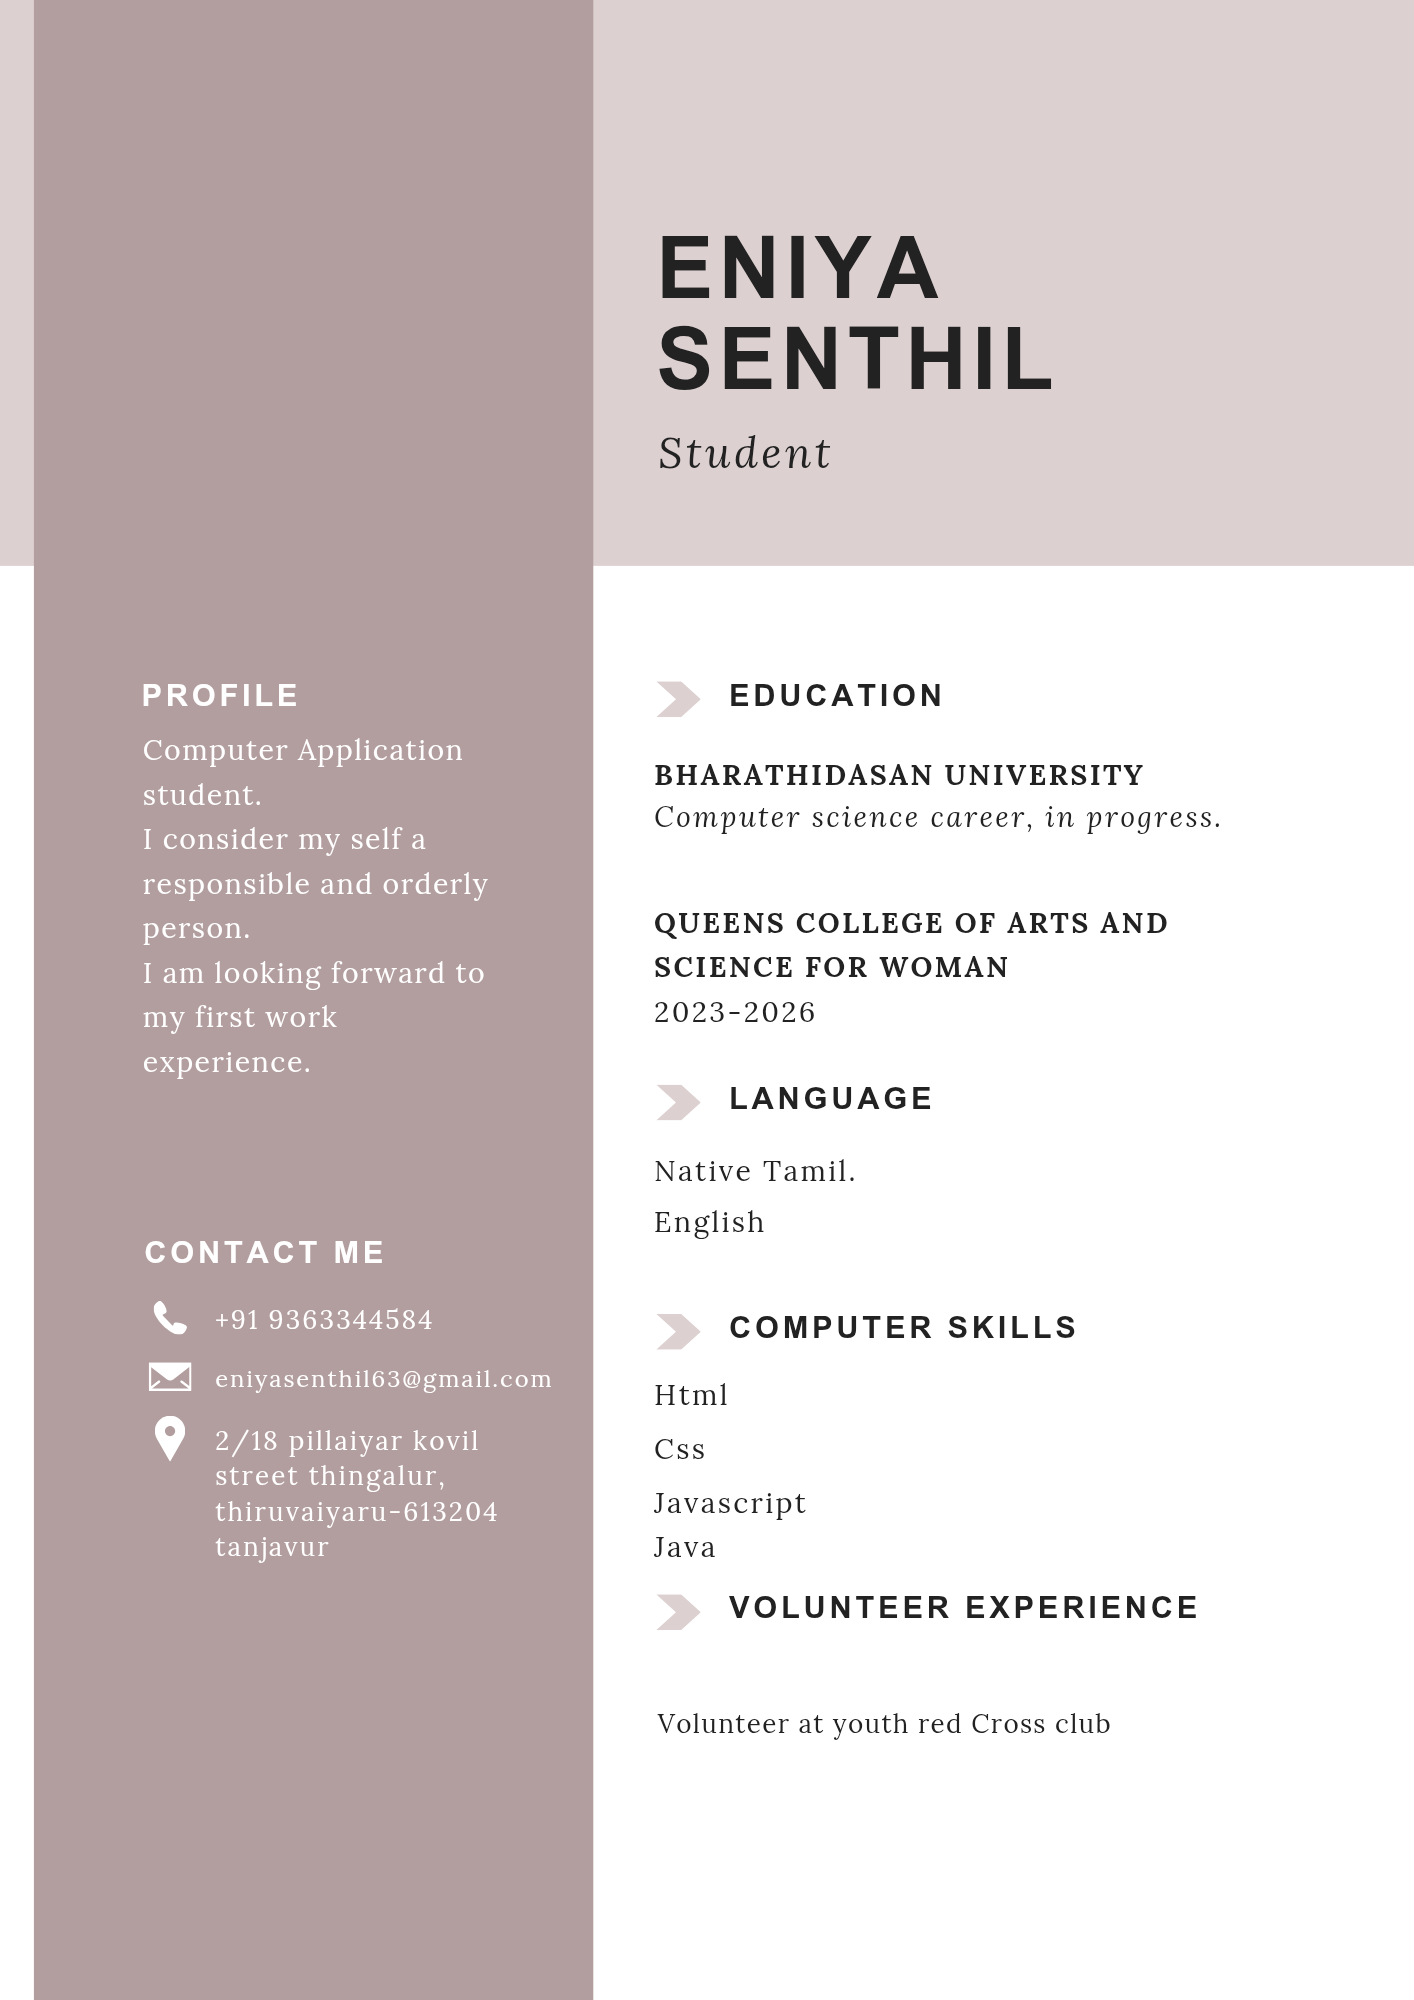 ENIYA
SENTHIL
Student
PROFILE
Computer Application
student.
I consider my self a
responsible and orderly
person.
I am looking forward to
my first work
experience.
CONTACT ME
+91 9363344584
eniyasenthil63@gmail.com
2/18 pillaiyar kovil
street thingalur,
thiruvaiyaru-613204
tanjavur
EDUCATION
BHARATHIDASAN UNIVERSITY
Computer science career, in progress.
QUEENS COLLEGE OF ARTS AND
SCIENCE FOR WOMAN
2023-2026
LANGUAGE
Native Tamil.
English
COMPUTER SKILLS
Html
Css
Javascript
Java
VOLUNTEER EXPERIENCE
Volunteer at youth red Cross club